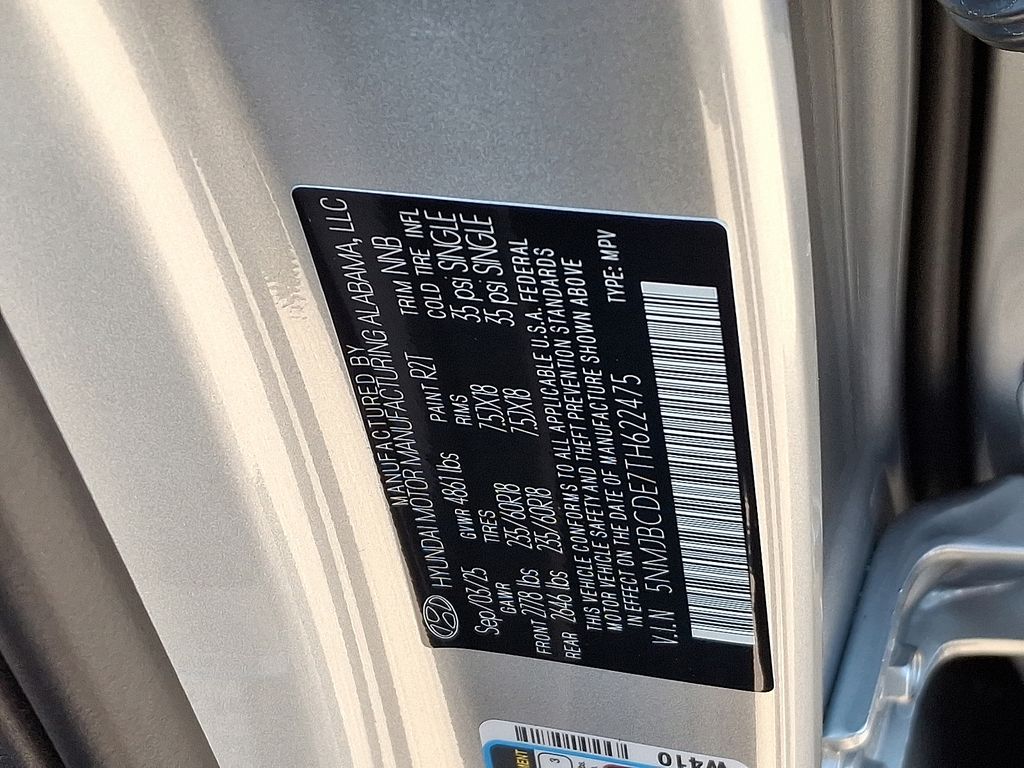 MANUFACTURED BY
HYUNDAI MOTOR MANUFACTURING ALABAMA, LLC
Sep/03/25 GVWR 4861 lbs PAINT R2T TRIM NNB
GAWR TIRES RIMS COLD TIRE INFL
FRONT 2778 lbs 235/60R18 7.5JX18 35 psi SINGLE
REAR 2646 lbs 235/60R18 7.5JX18 35 psi SINGLE
THIS VEHICLE CONFORMS TO ALL APPLICABLE U.S.A. FEDERAL
MOTOR VEHICLE SAFETY AND THEFT PREVENTION STANDARDS
IN EFFECT ON THE DATE OF MANUFACTURE SHOWN ABOVE
V.I.N 5NMJBCDE7TH622475 TYPE: MPV
W410
3